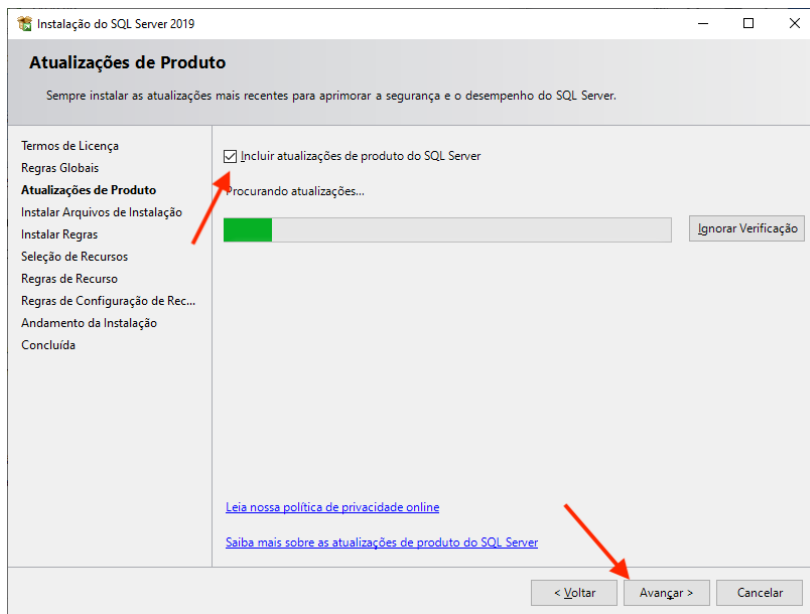 Instalação do SQL Server 2019
Atualizações de Produto
Sempre instalar as atualizações mais recentes para aprimorar a segurança e o desempenho do SQL Server.
Termos de Licença
Regras Globais
Atualizações de Produto
Instalar Arquivos de Instalação
Instalar Regras
Seleção de Recursos
Regras de Recurso
Regras de Configuração de Rec...
Andamento da Instalação
Concluída
Incluir atualizações de produto do SQL Server
Procurando atualizações...
Ignorar Verificação
Leia nossa política de privacidade online
Saiba mais sobre as atualizações de produto do SQL Server
< Voltar
Avançar >
Cancelar